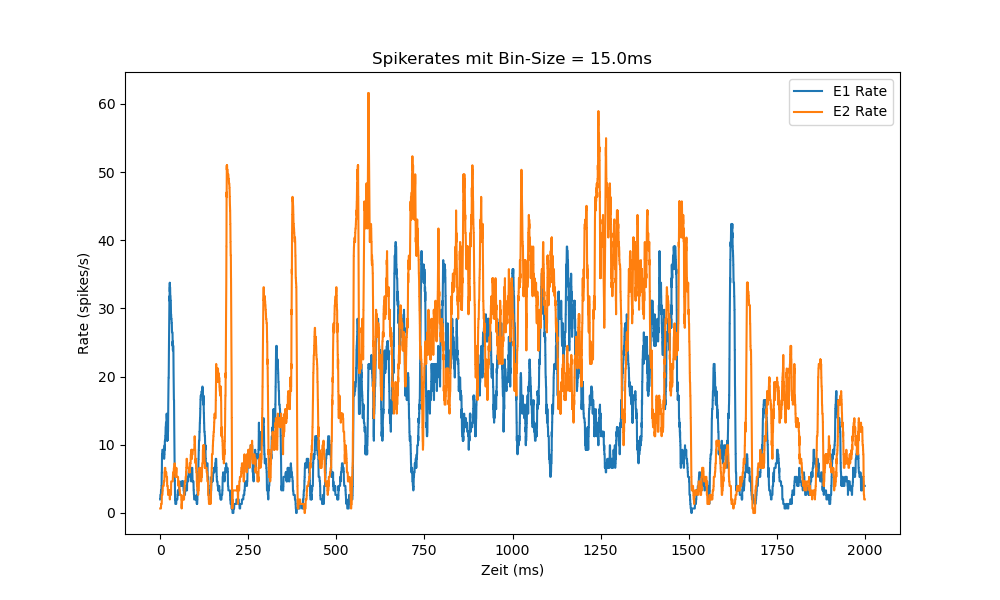 Spikerates mit Bin-Size = 15.0ms
E1 Rate
E2 Rate
60
50
40
30
20
10
0
Rate (spikes/s)
0 250 500 750 1000 1250 1500 1750 2000
Zeit (ms)